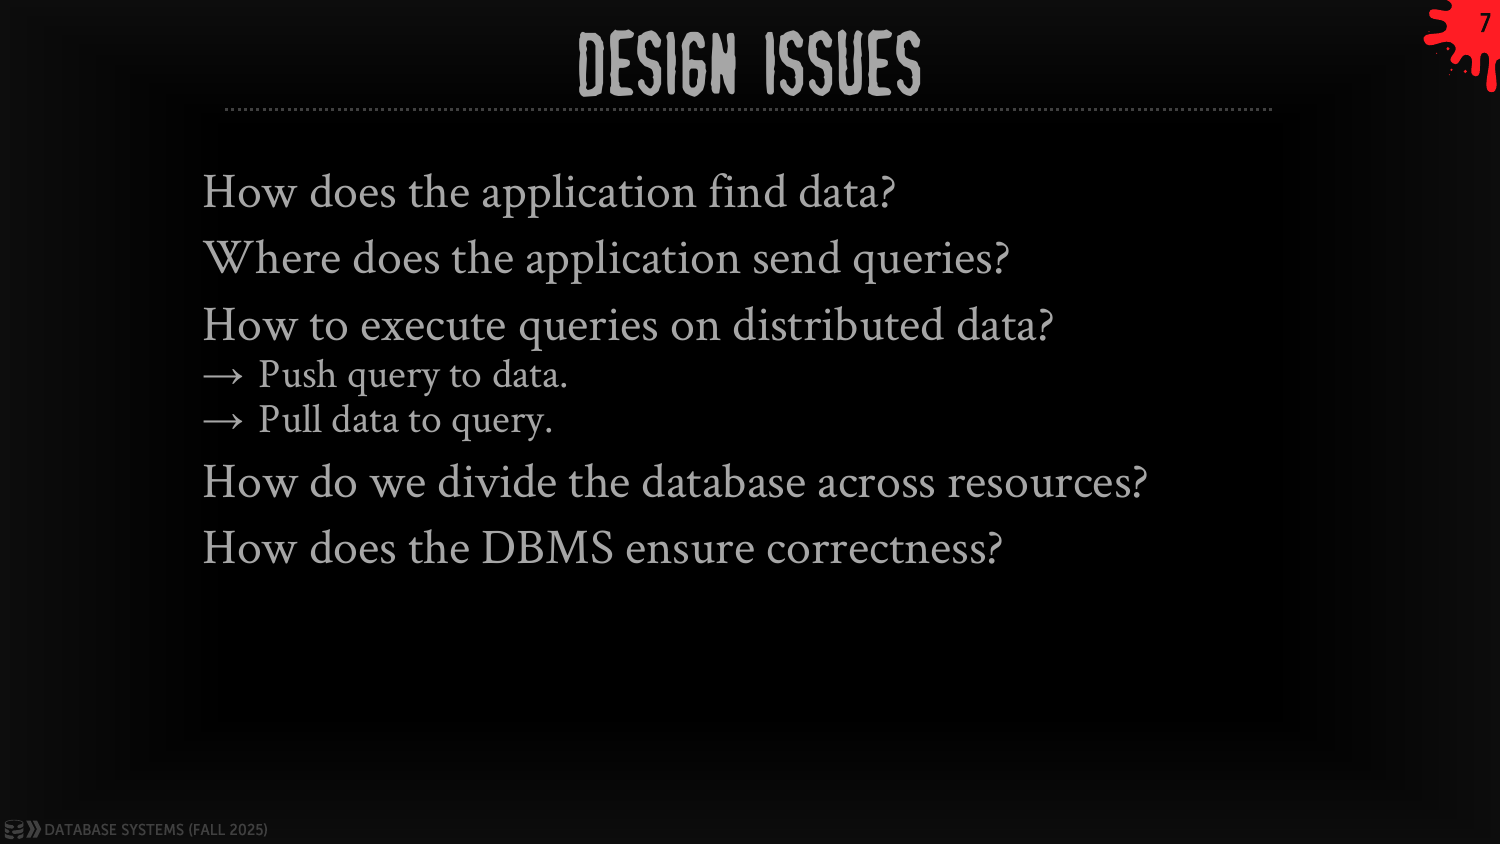 7
DESIGN ISSUES
How does the application find data?
Where does the application send queries?
How to execute queries on distributed data?
→ Push query to data.
→ Pull data to query.
How do we divide the database across resources?
How does the DBMS ensure correctness?
DATABASE SYSTEMS (FALL 2025)